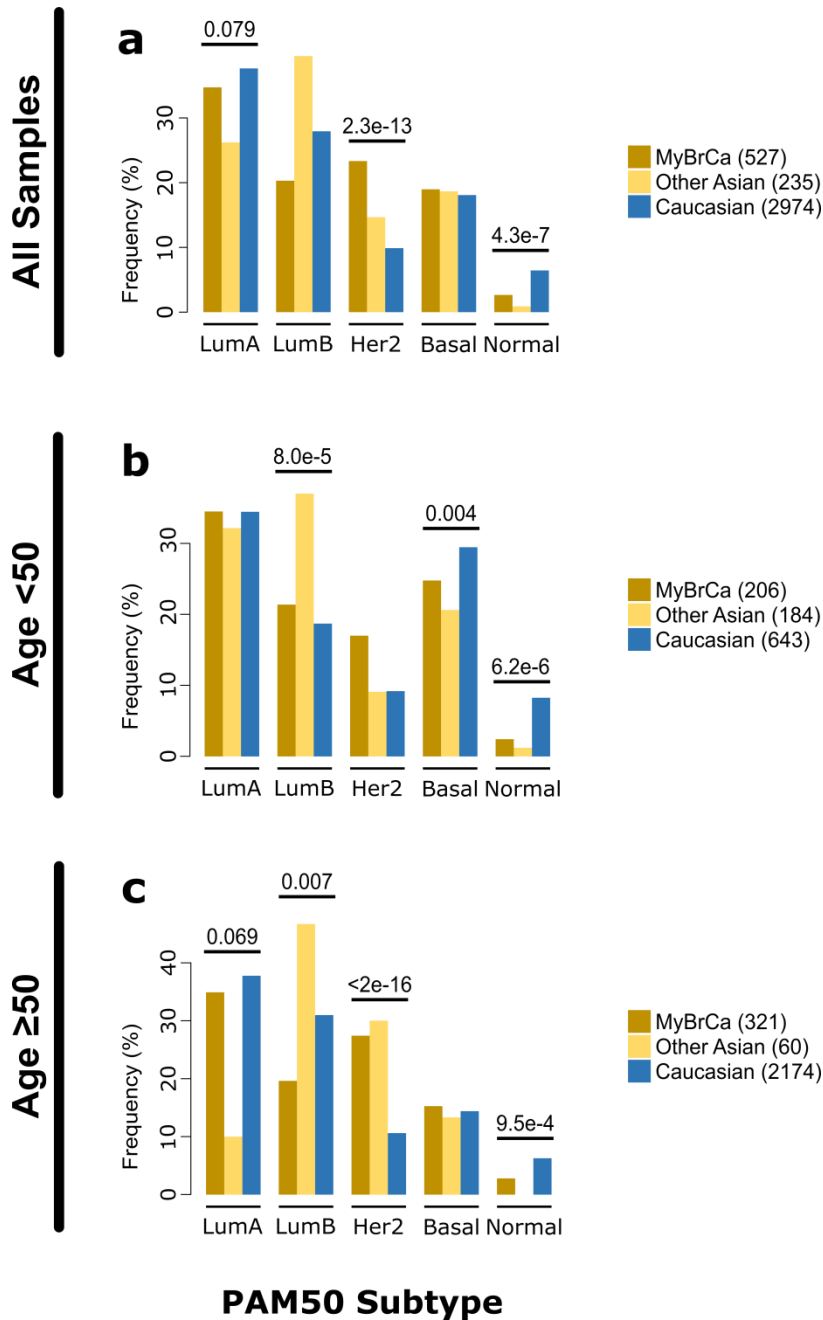 All Samples
a
0.079
2.3e-13
4.3e-7
Frequency (%)
30
20
10
0
LumA LumB Her2 Basal Normal
MyBrCa (527)
Other Asian (235)
Caucasian (2974)
Age <50
b
8.0e-5
0.004
6.2e-6
Frequency (%)
30
20
10
0
LumA LumB Her2 Basal Normal
MyBrCa (206)
Other Asian (184)
Caucasian (643)
Age ≥50
c
0.007
0.069
<2e-16
9.5e-4
Frequency (%)
40
30
20
10
0
LumA LumB Her2 Basal Normal
MyBrCa (321)
Other Asian (60)
Caucasian (2174)
PAM50 Subtype